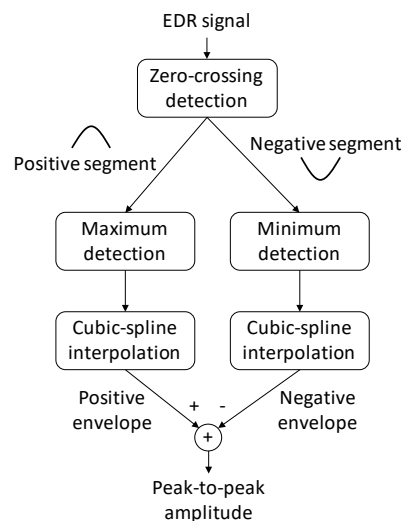 EDR signal
Zero-crossing
detection
Positive segment
Negative segment
Maximum
detection
Minimum
detection
Cubic-spline
interpolation
Cubic-spline
interpolation
Positive
envelope
+ -
Negative
envelope
+
Peak-to-peak
amplitude